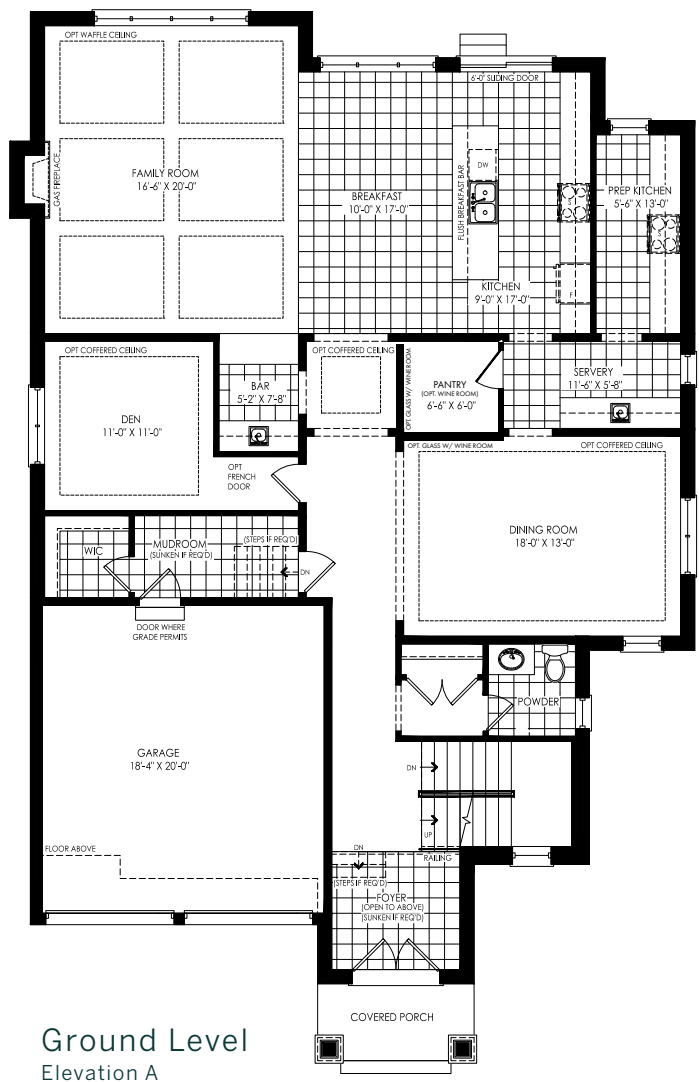 OPT WAFFLE CEILING
6'-0" SLIDING DOOR
GAS FIREPLACE
FAMILY ROOM
16'-6" X 20'-0"
BREAKFAST
10'-0" X 17'-0"
FLUSH BREAKFAST BAR
DW
S
PREP KITCHEN
5'-6" X 13'-0"
S
KITCHEN
9'-0" X 17'-0"
F
OPT COFFERED CEILING
DEN
11'-0" X 11'-0"
BAR
5'-2" X 7'-8"
OPT COFFERED CEILING
OPT GLASS W/ WINE ROOM
PANTRY
(OPT. WINE ROOM)
6'-6" X 6'-0"
SERVERY
11'-6" X 5'-8"
OPT
FRENCH
DOOR
OPT. GLASS W/ WINE ROOM
OPT COFFERED CEILING
DINING ROOM
18'-0" X 13'-0"
WIC
MUDROOM
(SUNKEN IF REQ'D)
(STEPS IF REQ'D)
DN
DOOR WHERE
GRADE PERMITS
POWDER
GARAGE
18'-4" X 20'-0"
DN
UP
FLOOR ABOVE
DN
RAILING
(STEPS IF REQ'D)
FOYER
(OPEN TO ABOVE)
(SUNKEN IF REQ'D)
COVERED PORCH
Ground Level
Elevation A